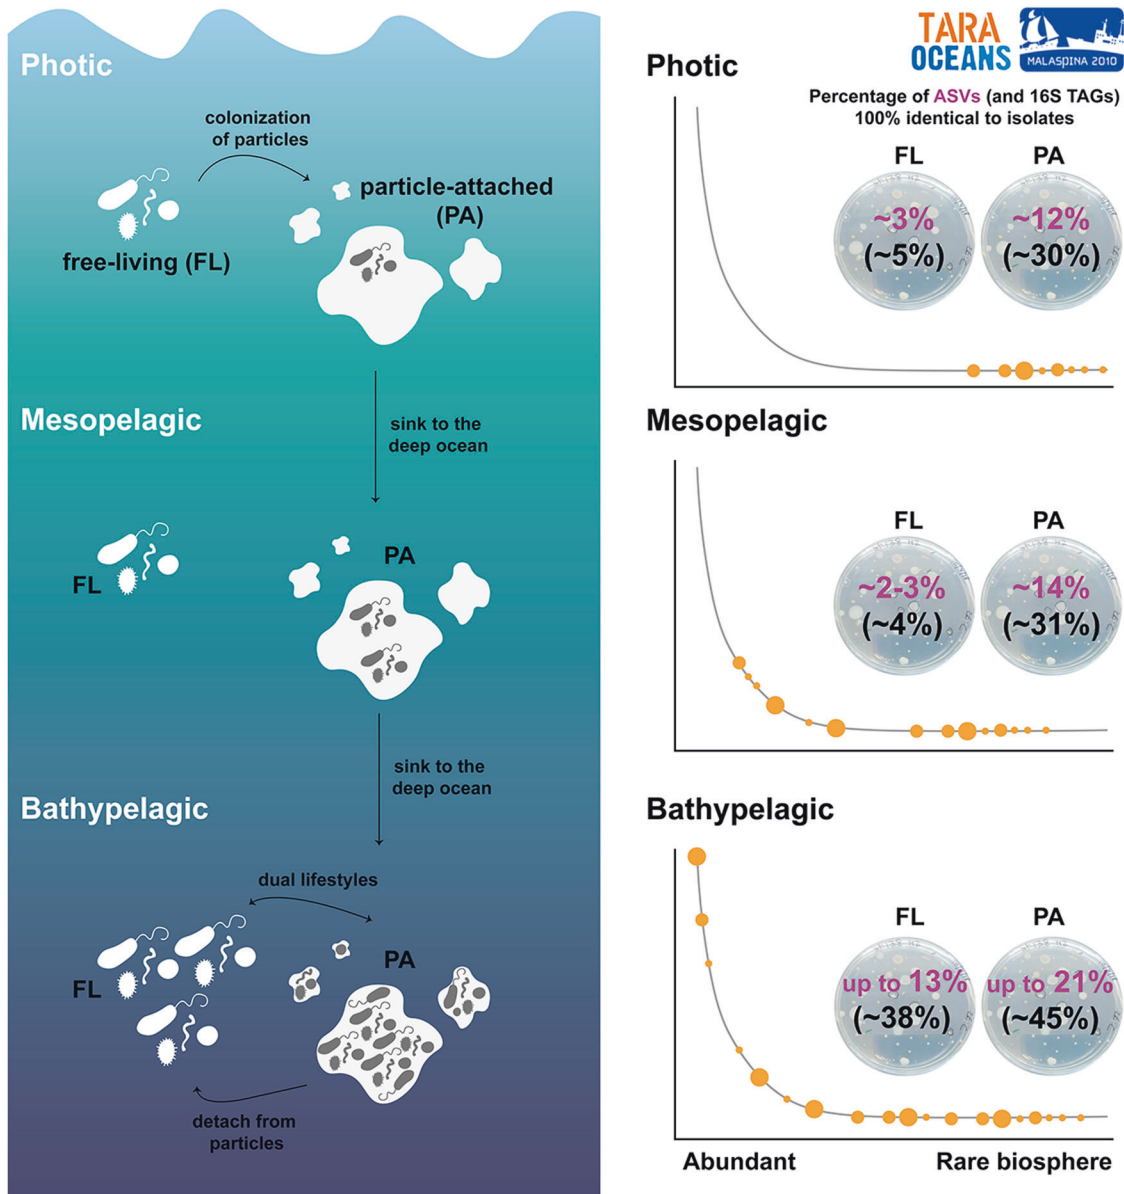 Photic
colonization
of particles
particle-attached
(PA)
free-living (FL)
Mesopelagic
sink to the
deep ocean
FL
PA
Bathypelagic
sink to the
deep ocean
dual lifestyles
FL
PA
detach from
particles
TARA
OCEANS
MALASPINA 2010
Photic
Percentage of ASVs (and 16S TAGs)
100% identical to isolates
FL
PA
~3%
(~5%)
~12%
(~30%)
Mesopelagic
FL
PA
~2-3%
(~4%)
~14%
(~31%)
Bathypelagic
FL
PA
up to 13%
(~38%)
up to 21%
(~45%)
Abundant
Rare biosphere